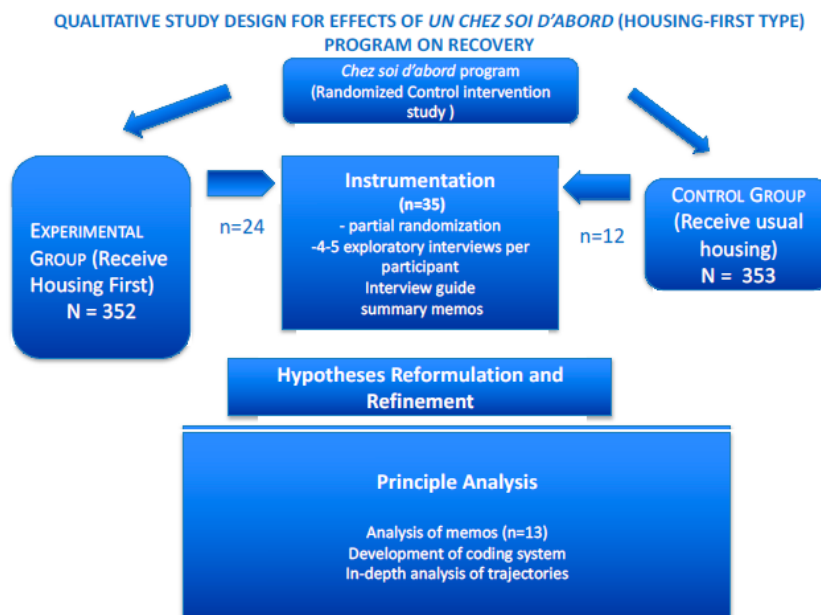 QUALITATIVE STUDY DESIGN FOR EFFECTS OF UN CHEZ SOI D'ABORD (HOUSING-FIRST TYPE)
PROGRAM ON RECOVERY
Chez soi d'abord program
(Randomized Control intervention
study )
EXPERIMENTAL
GROUP (Receive
Housing First)
N = 352
n=24
Instrumentation
(n=35)
- partial randomization
-4-5 exploratory interviews per
participant
Interview guide
summary memos
n=12
CONTROL GROUP
(Receive usual
housing)
N = 353
Hypotheses Reformulation and
Refinement
Principle Analysis
Analysis of memos (n=13)
Development of coding system
In-depth analysis of trajectories